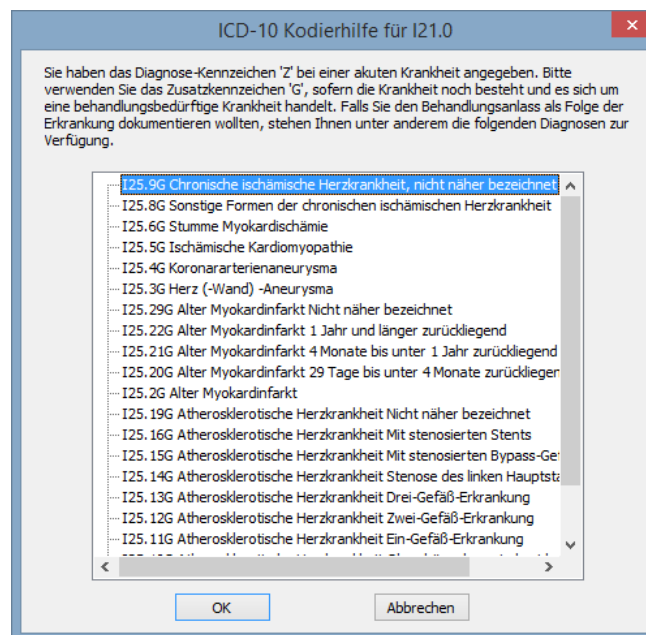 ICD-10 Kodierhilfe für I21.0
Sie haben das Diagnose-Kennzeichen 'Z' bei einer akuten Krankheit angegeben. Bitte
verwenden Sie das Zusatzkennzeichen 'G', sofern die Krankheit noch besteht und es sich um
eine behandlungsbedürftige Krankheit handelt. Falls Sie den Behandlungsanlass als Folge der
Erkrankung dokumentieren wollten, stehen Ihnen unter anderem die folgenden Diagnosen zur
Verfügung.
I25.9G Chronische ischämische Herzkrankheit, nicht näher bezeichnet
I25.8G Sonstige Formen der chronischen ischämischen Herzkrankheit
I25.6G Stumme Myokardischämie
I25.5G Ischämische Kardiomyopathie
I25.4G Koronararterienaneurysma
I25.3G Herz (-Wand) -Aneurysma
I25.29G Alter Myokardinfarkt Nicht näher bezeichnet
I25.22G Alter Myokardinfarkt 1 Jahr und länger zurückliegend
I25.21G Alter Myokardinfarkt 4 Monate bis unter 1 Jahr zurückliegend
I25.20G Alter Myokardinfarkt 29 Tage bis unter 4 Monate zurückliegen
I25.2G Alter Myokardinfarkt
I25.19G Atherosklerotische Herzkrankheit Nicht näher bezeichnet
I25.16G Atherosklerotische Herzkrankheit Mit stenosierten Stents
I25.15G Atherosklerotische Herzkrankheit Mit stenosierten Bypass-Ge
I25.14G Atherosklerotische Herzkrankheit Stenose des linken Hauptsta
I25.13G Atherosklerotische Herzkrankheit Drei-Gefäß-Erkrankung
I25.12G Atherosklerotische Herzkrankheit Zwei-Gefäß-Erkrankung
I25.11G Atherosklerotische Herzkrankheit Ein-Gefäß-Erkrankung
OK
Abbrechen